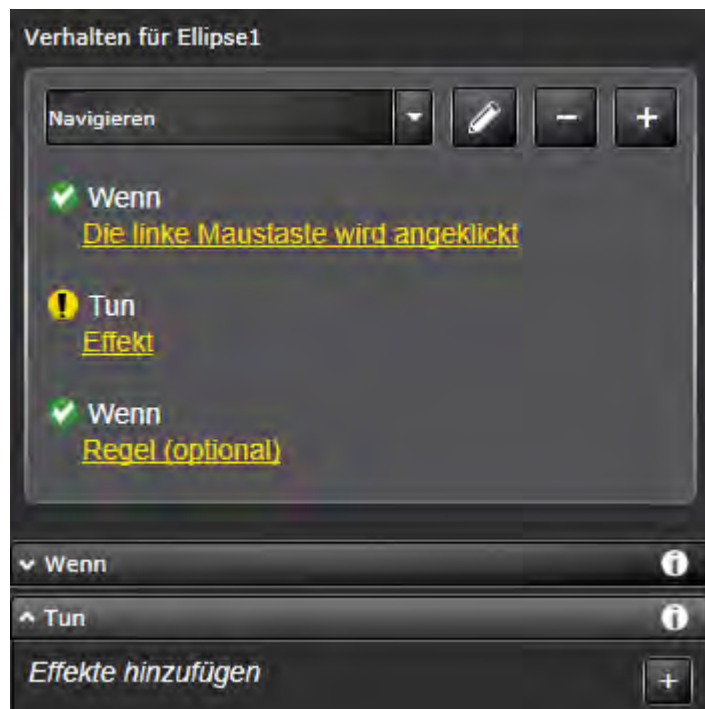 Verhalten für Ellipse1
Navigieren
Wenn
Die linke Maustaste wird angeklickt
Tun
Effekt
Wenn
Regel (optional)
Wenn
Tun
Effekte hinzufügen